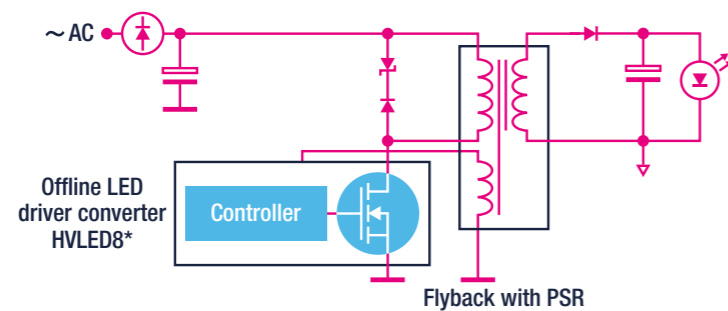 ~ AC
Offline LED
driver converter
HVLED8*
Controller
Flyback with PSR